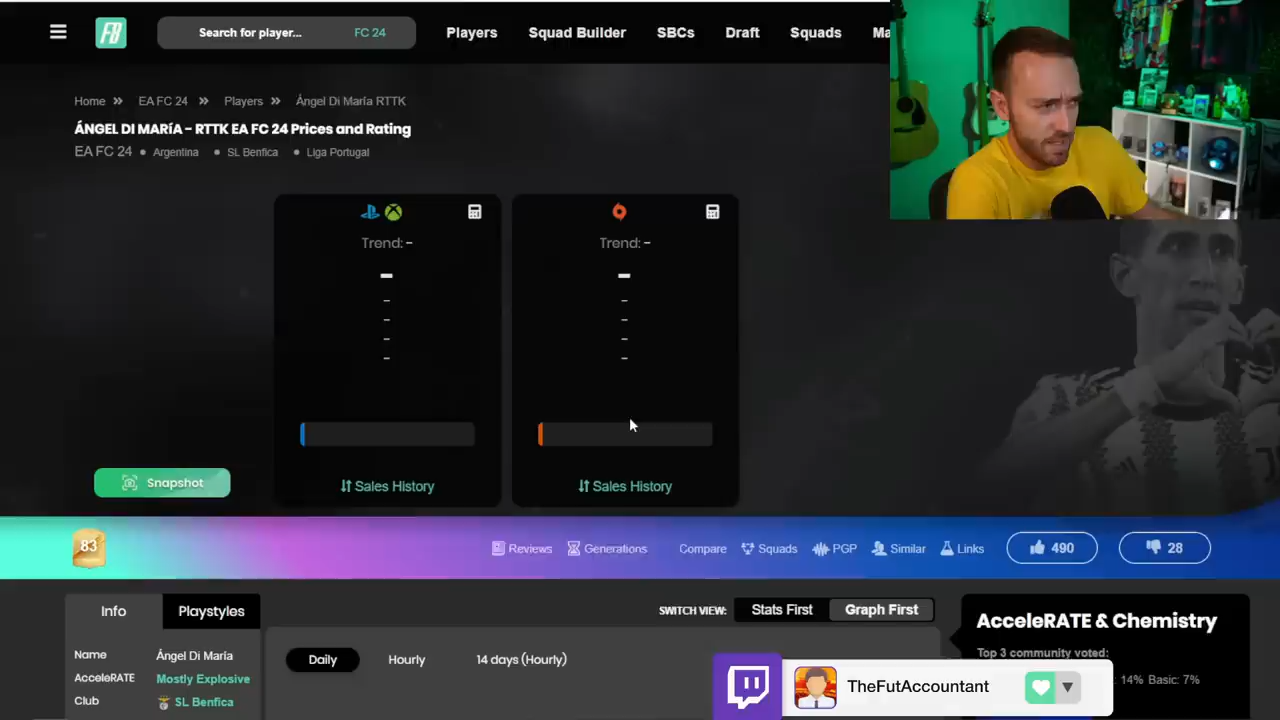 FB
Search for player... FC 24
Players
Squad Builder
SBCs
Draft
Squads
Ma
Home » EA FC 24 » Players » Ángel Di María RTTK
ÁNGEL DI MARÍA - RTTK EA FC 24 Prices and Rating
EA FC 24 • Argentina • SL Benfica • Liga Portugal
Trend: -
-
-
-
-
-
Sales History
Trend: -
-
-
-
-
-
Sales History
Snapshot
83
Reviews
Generations
Compare
Squads
PGP
Similar
Links
490
28
Info
Playstyles
SWITCH VIEW:
Stats First
Graph First
AcceleRATE & Chemistry
Name Ángel Di María
AcceleRATE Mostly Explosive
Club SL Benfica
Daily
Hourly
14 days (Hourly)
Top 3 community voted:
14% Basic: 7%
TheFutAccountant